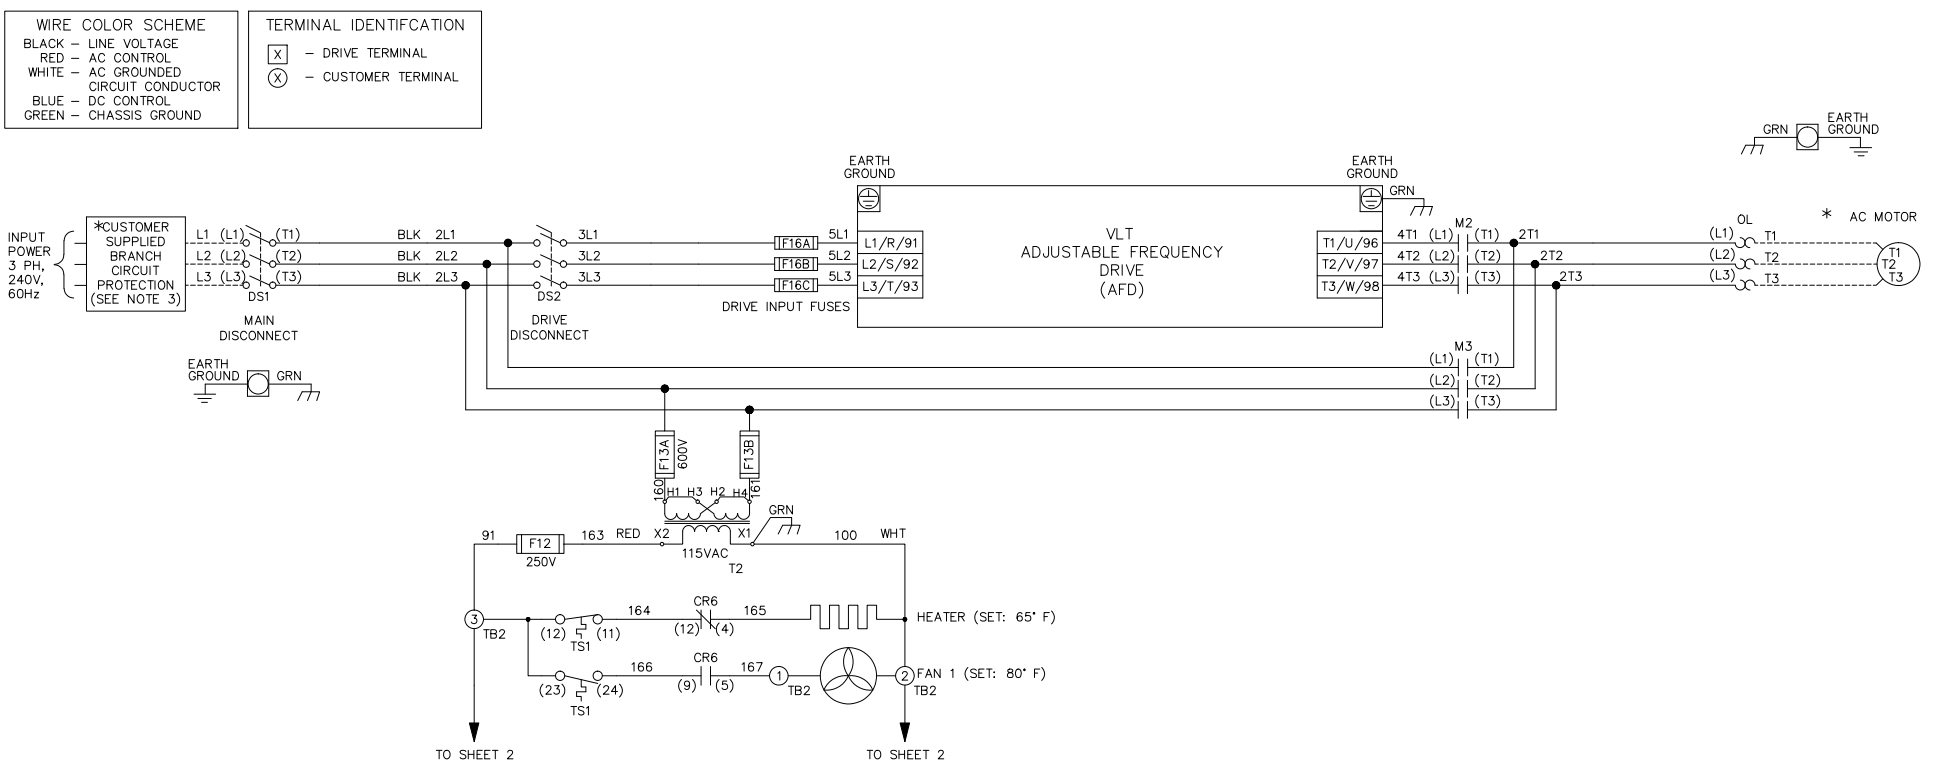 WIRE COLOR SCHEME
BLACK – LINE VOLTAGE
RED – AC CONTROL
WHITE – AC GROUNDED
CIRCUIT CONDUCTOR
BLUE – DC CONTROL
GREEN – CHASSIS GROUND
TERMINAL IDENTIFCATION
X – DRIVE TERMINAL
X – CUSTOMER TERMINAL
GRN
EARTH
GROUND
INPUT
POWER
3 PH,
240V,
60Hz
*CUSTOMER
SUPPLIED
BRANCH
CIRCUIT
PROTECTION
(SEE NOTE 3)
L1 (L1) (T1)
L2 (L2) (T2)
L3 (L3) (T3)
DS1
MAIN
DISCONNECT
BLK 2L1
BLK 2L2
BLK 2L3
3L1
3L2
3L3
DS2
DRIVE
DISCONNECT
F16A
F16B
F16C
DRIVE INPUT FUSES
5L1
5L2
5L3
EARTH
GROUND
L1/R/91
L2/S/92
L3/T/93
VLT
ADJUSTABLE FREQUENCY
DRIVE
(AFD)
EARTH
GROUND
GRN
T1/U/96
T2/V/97
T3/W/98
M2
4T1 (L1) (T1) 2T1
4T2 (L2) (T2) 2T2
4T3 (L3) (T3) 2T3
OL
(L1) T1
(L2) T2
(L3) T3
* AC MOTOR
T1
T2
T3
M3
(L1) (T1)
(L2) (T2)
(L3) (T3)
EARTH
GROUND
GRN
F13A
600V
F13B
160
161
H1 H3 H2 H4
GRN
91
F12
250V
163 RED X2
X1
115VAC
T2
100 WHT
3
TB2
(12) (11)
TS1
164
CR6
(12) (4)
165
HEATER (SET: 65° F)
(23) (24)
TS1
166
CR6
(9) (5)
167
1
TB2
2
TB2
FAN 1 (SET: 80° F)
TO SHEET 2
TO SHEET 2